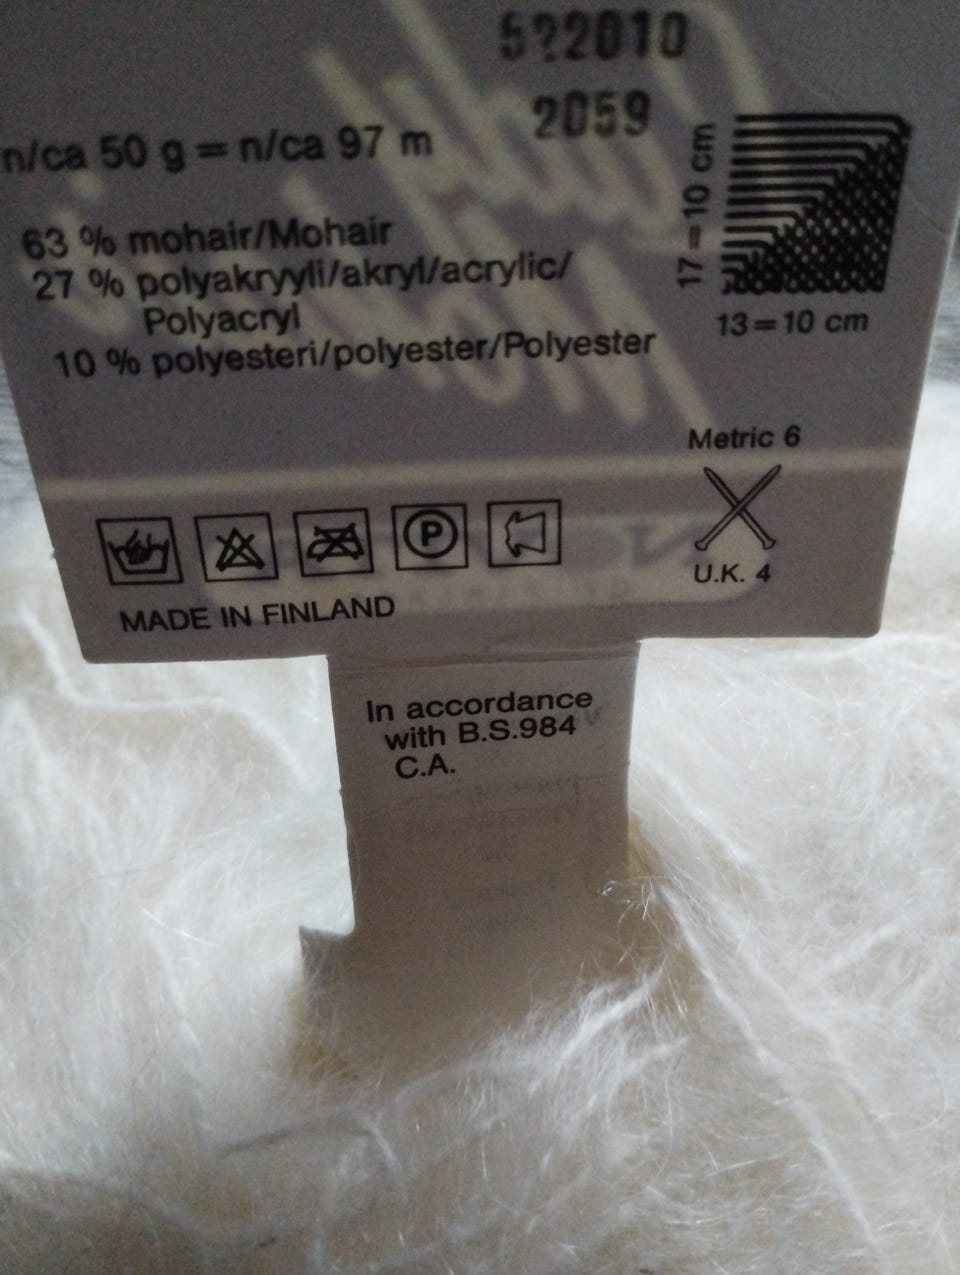 522010
2059
n/ca 50 g = n/ca 97 m
63 % mohair/Mohair
27 % polyakryyli/akryl/acrylic/
Polyacryl
10 % polyesteri/polyester/Polyester
17=10 cm
13=10 cm
Metric 6
U.K. 4
P
MADE IN FINLAND
In accordance
with B.S.984
C.A.